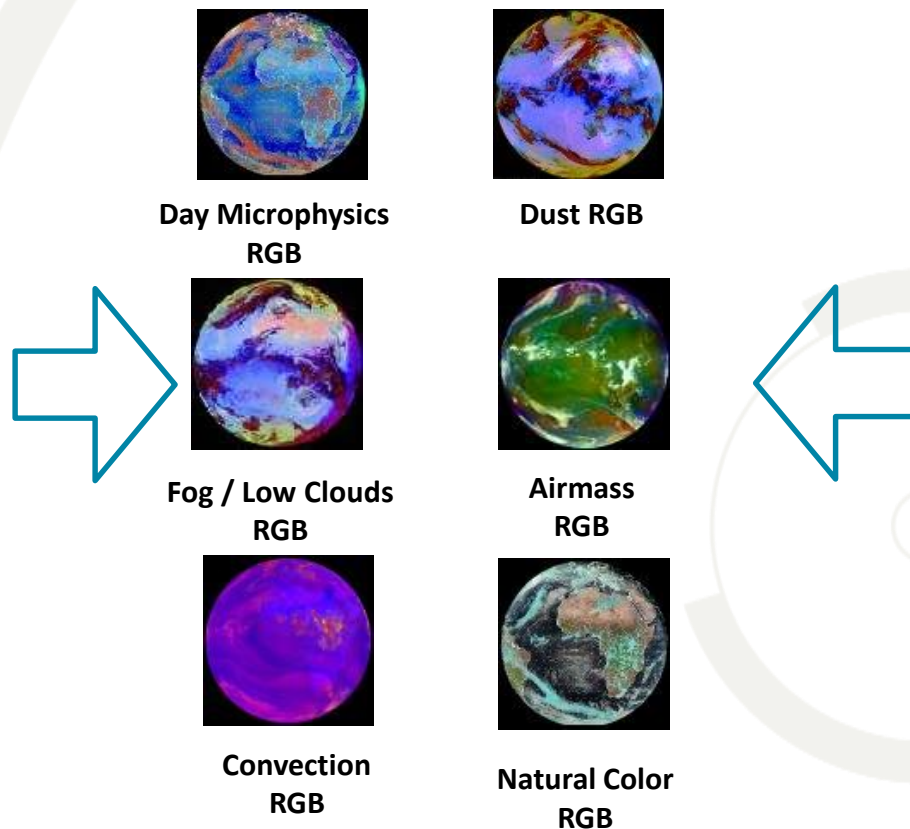 Day Microphysics
RGB
Dust RGB
Fog / Low Clouds
RGB
Airmass
RGB
Convection
RGB
Natural Color
RGB